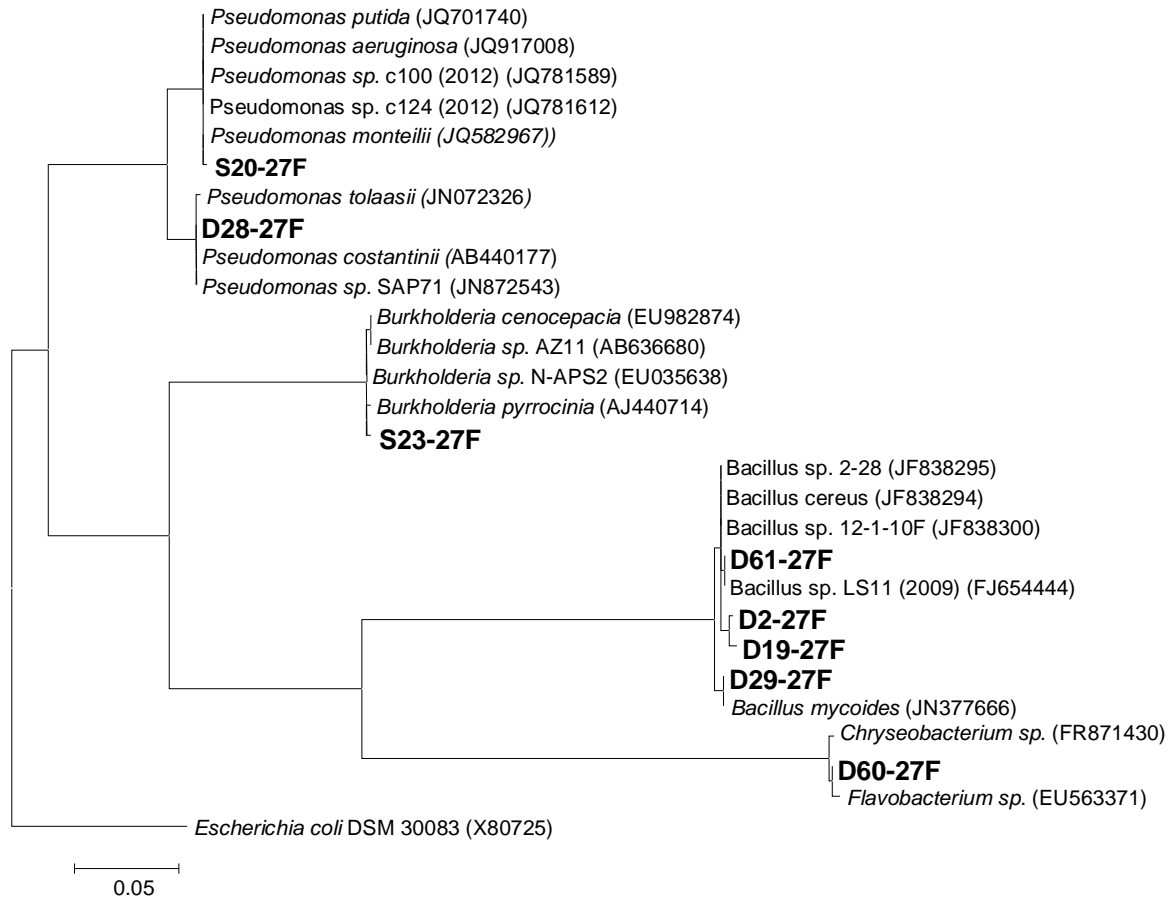 Pseudomonas putida (JQ701740)
Pseudomonas aeruginosa (JQ917008)
Pseudomonas sp. c100 (2012) (JQ781589)
Pseudomonas sp. c124 (2012) (JQ781612)
Pseudomonas monteilii (JQ582967))
S20-27F
Pseudomonas tolaasii (JN072326)
D28-27F
Pseudomonas costantinii (AB440177)
Pseudomonas sp. SAP71 (JN872543)
Burkholderia cenocepacia (EU982874)
Burkholderia sp. AZ11 (AB636680)
Burkholderia sp. N-APS2 (EU035638)
Burkholderia pyrrocinia (AJ440714)
S23-27F
Bacillus sp. 2-28 (JF838295)
Bacillus cereus (JF838294)
Bacillus sp. 12-1-10F (JF838300)
D61-27F
Bacillus sp. LS11 (2009) (FJ654444)
D2-27F
D19-27F
D29-27F
Bacillus mycoides (JN377666)
Chryseobacterium sp. (FR871430)
D60-27F
Flavobacterium sp. (EU563371)
Escherichia coli DSM 30083 (X80725)
0.05